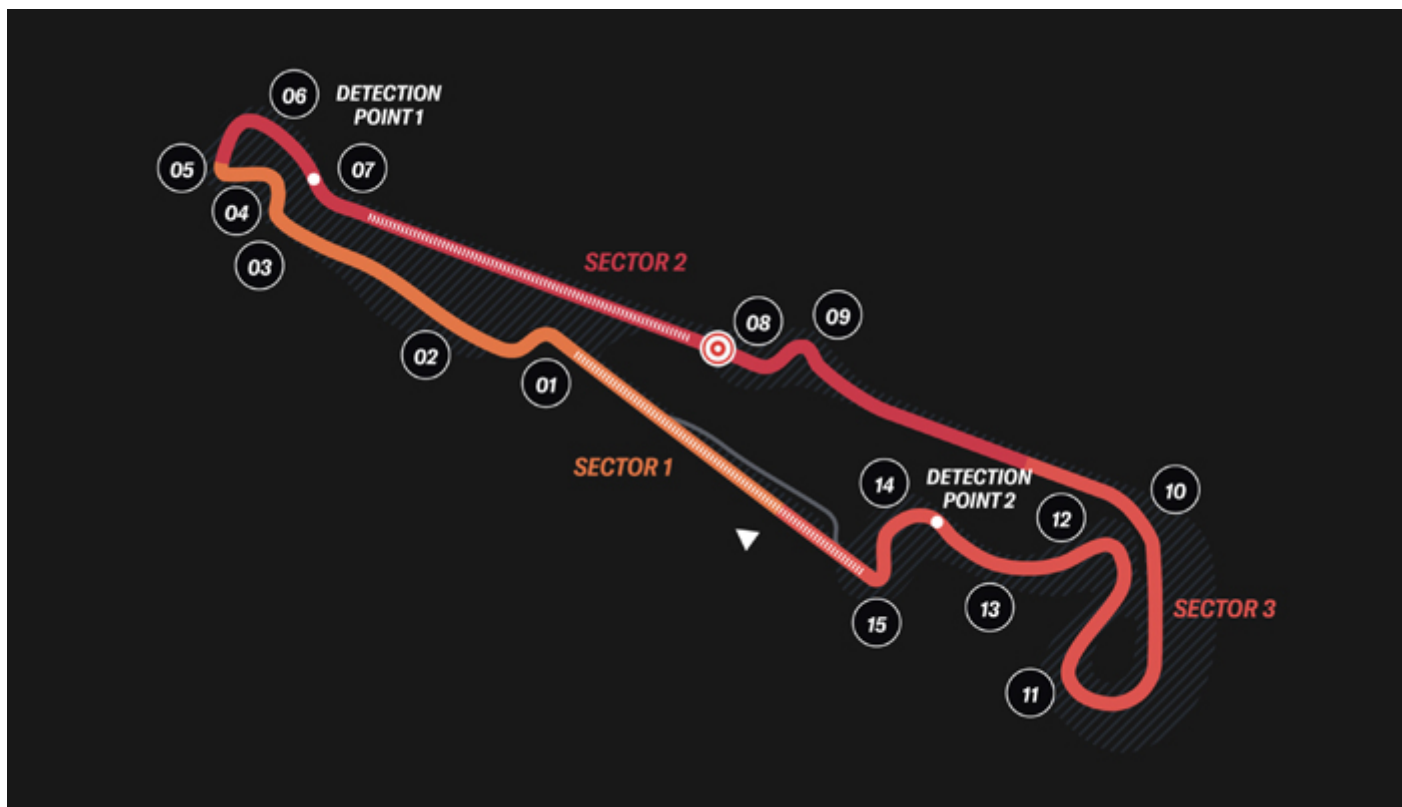 06
DETECTION
POINT 1
05
07
04
03
SECTOR 2
08
09
02
01
SECTOR 1
14
DETECTION
POINT 2
10
12
13
SECTOR 3
15
11